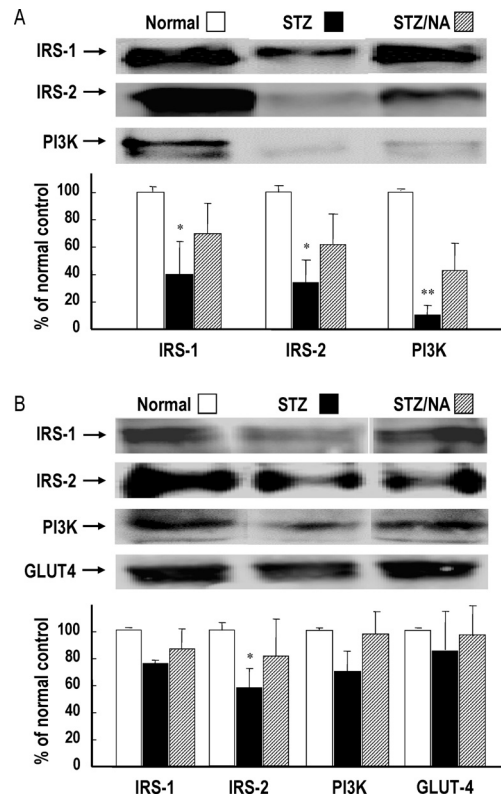 A
Normal STZ STZ/NA
IRS-1
IRS-2
PI3K
% of normal control
100
80
60
40
20
0
* * **
IRS-1 IRS-2 PI3K
B
Normal STZ STZ/NA
IRS-1
IRS-2
PI3K
GLUT4
% of normal control
100
80
60
40
20
0
*
IRS-1 IRS-2 PI3K GLUT-4